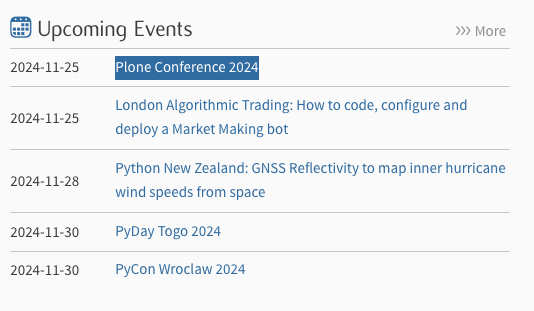 Upcoming Events
>>> More
2024-11-25 Plone Conference 2024
2024-11-25 London Algorithmic Trading: How to code, configure and
deploy a Market Making bot
2024-11-28 Python New Zealand: GNSS Reflectivity to map inner hurricane
wind speeds from space
2024-11-30 PyDay Togo 2024
2024-11-30 PyCon Wroclaw 2024